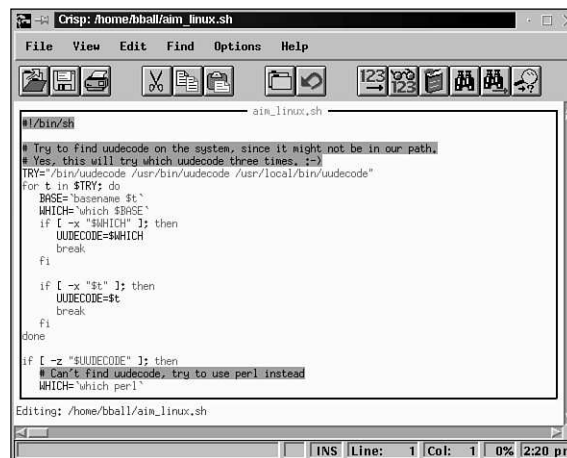 Crisp: /home/bball/aim_linux.sh
File View Edit Find Options Help
123 123
aim_linux.sh
#!/bin/sh
# Try to find uudecode on the system, since it might not be in our path.
# Yes, this will try which uudecode three times. :-)
TRY="/bin/uudecode /usr/bin/uudecode /usr/local/bin/uudecode"
for t in $TRY; do
BASE=`basename $t`
WHICH=`which $BASE`
if [ -x "$WHICH" ]; then
UUDECODE=$WHICH
break
fi
if [ -x "$t" ]; then
UUDECODE=$t
break
fi
done
if [ -z "$UUDECODE" ]; then
# Can't find uudecode, try to use perl instead
WHICH=`which perl`
Editing: /home/bball/aim_linux.sh
INS Line: 1 Col: 1 0% 2:20 pm